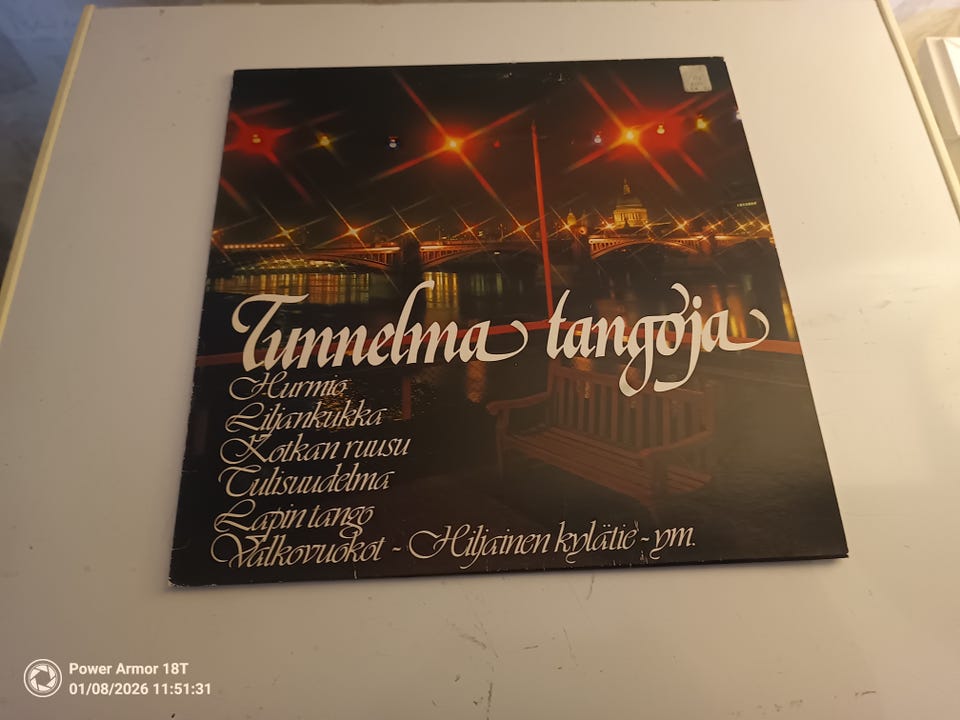 Tunnelma tangoja
Hurmio
Liljankukka
Kotkan ruusu
Tulisuudelma
Lapin tango
Valkovuokot - Hiljainen kylätie - ym.
Power Armor 18T
01/08/2026 11:51:31